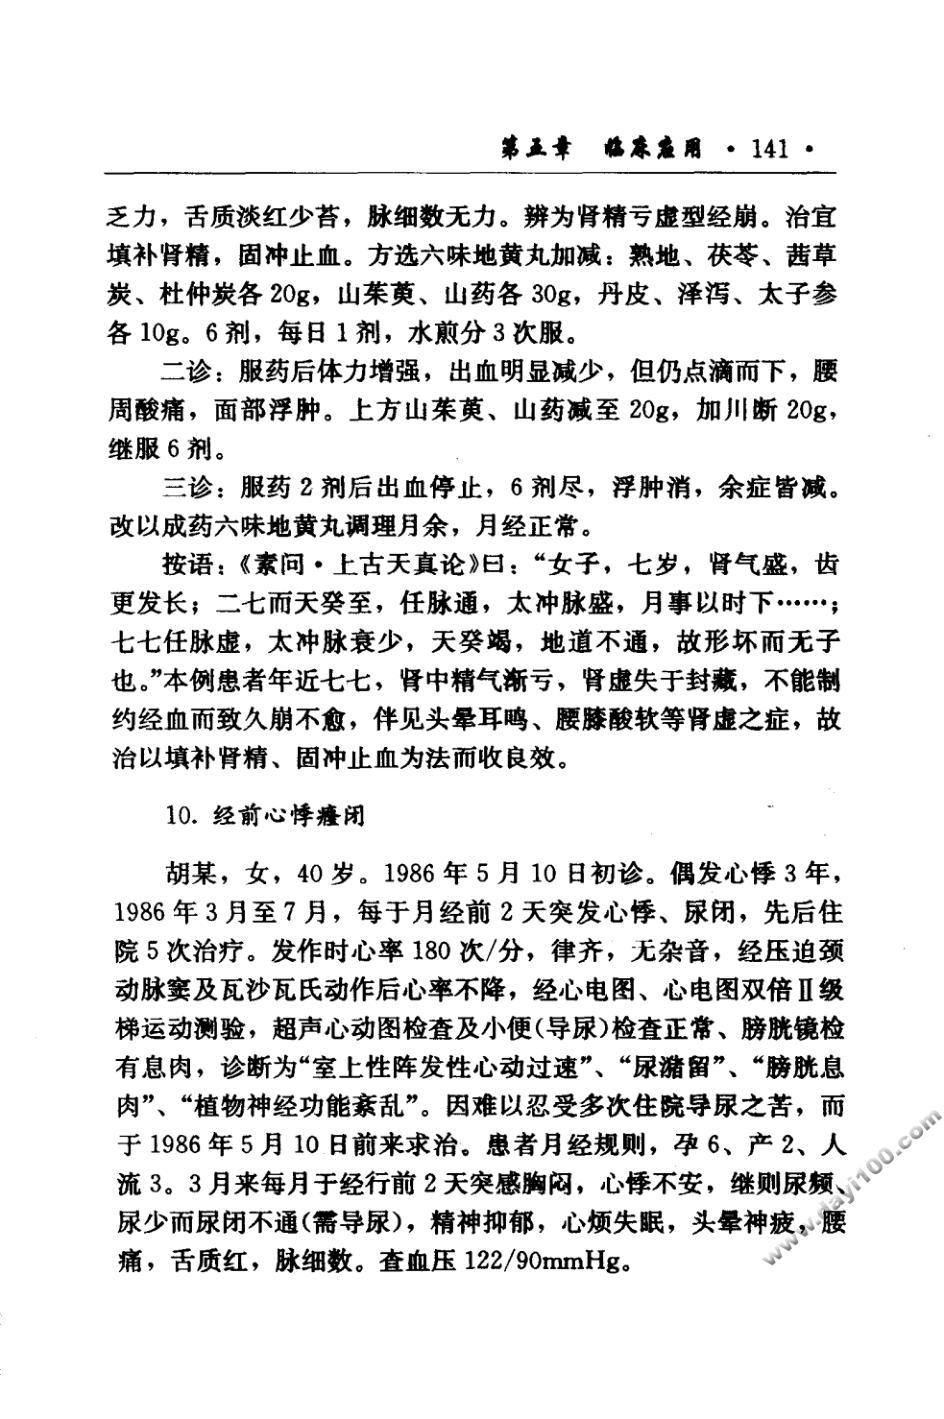 第五章 临床应用 · 141 ·
乏力，舌质淡红少苔，脉细数无力。辨为肾精亏虚型经崩。治宜
填补肾精，固冲止血。方选六味地黄丸加减：熟地、茯苓、茜草
炭、杜仲炭各 20g，山茱萸、山药各 30g，丹皮、泽泻、太子参
各 10g。6 剂，每日 1 剂，水煎分 3 次服。
二诊：服药后体力增强，出血明显减少，但仍点滴而下，腰
周酸痛，面部浮肿。上方山茱萸、山药减至 20g，加川断 20g，
继服 6 剂。
三诊：服药 2 剂后出血停止，6 剂尽，浮肿消，余症皆减。
改以成药六味地黄丸调理月余，月经正常。
按语：《素问·上古天真论》曰：“女子，七岁，肾气盛，齿
更发长；二七而天癸至，任脉通，太冲脉盛，月事以时下……；
七七任脉虚，太冲脉衰少，天癸竭，地道不通，故形坏而无子
也。”本例患者年近七七，肾中精气渐亏，肾虚失于封藏，不能制
约经血而致久崩不愈，伴见头晕耳鸣、腰膝酸软等肾虚之症，故
治以填补肾精、固冲止血为法而收良效。
10. 经前心悸癃闭
胡某，女，40 岁。1986 年 5 月 10 日初诊。偶发心悸 3 年，
1986 年 3 月至 7 月，每于月经前 2 天突发心悸、尿闭，先后住
院 5 次治疗。发作时心率 180 次/分，律齐，无杂音，经压迫颈
动脉窦及瓦沙瓦氏动作后心率不降，经心电图、心电图双倍Ⅱ级
梯运动测验，超声心动图检查及小便(导尿)检查正常、膀胱镜检
有息肉，诊断为“室上性阵发性心动过速”、“尿潴留”、“膀胱息
肉”、“植物神经功能紊乱”。因难以忍受多次住院导尿之苦，而
于 1986 年 5 月 10 日前来求治。患者月经规则，孕 6、产 2、人
流 3。3 月来每月于经行前 2 天突感胸闷，心悸不安，继则尿频、
尿少而尿闭不通(需导尿)，精神抑郁，心烦失眠，头晕神疲，腰
痛，舌质红，脉细数。查血压 122/90mmHg。
www.dayi100.com